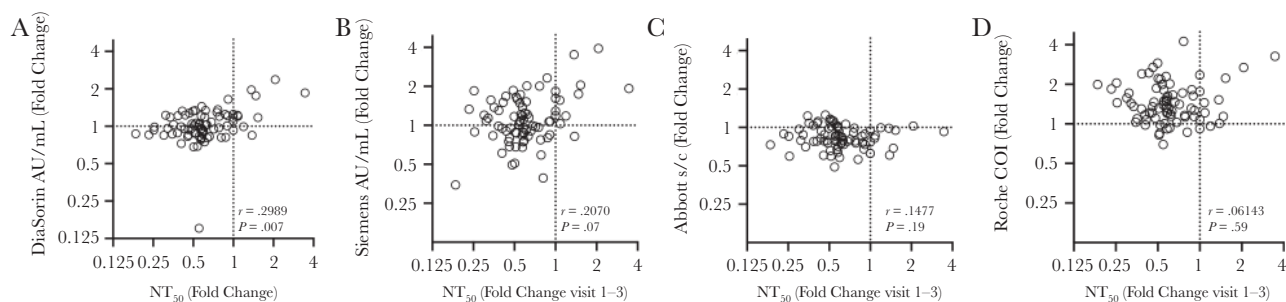 A
DiaSorin AU/mL (Fold Change)
4
2
1
0.5
0.25
0.125
r = .2989
P = .007
0.125 0.25 0.5 1 2 4
NT50 (Fold Change)
B
Siemens AU/mL (Fold Change)
4
2
1
0.5
0.25
r = .2070
P = .07
0.125 0.25 0.5 1 2 4
NT50 (Fold Change visit 1–3)
C
Abbott s/c (Fold Change)
4
2
1
0.5
0.25
r = .1477
P = .19
0.125 0.25 0.5 1 2 4
NT50 (Fold Change visit 1–3)
D
Roche COI (Fold Change)
4
2
1
0.5
0.25
r = .06143
P = .59
0.125 0.25 0.5 1 2 4
NT50 (Fold Change visit 1–3)